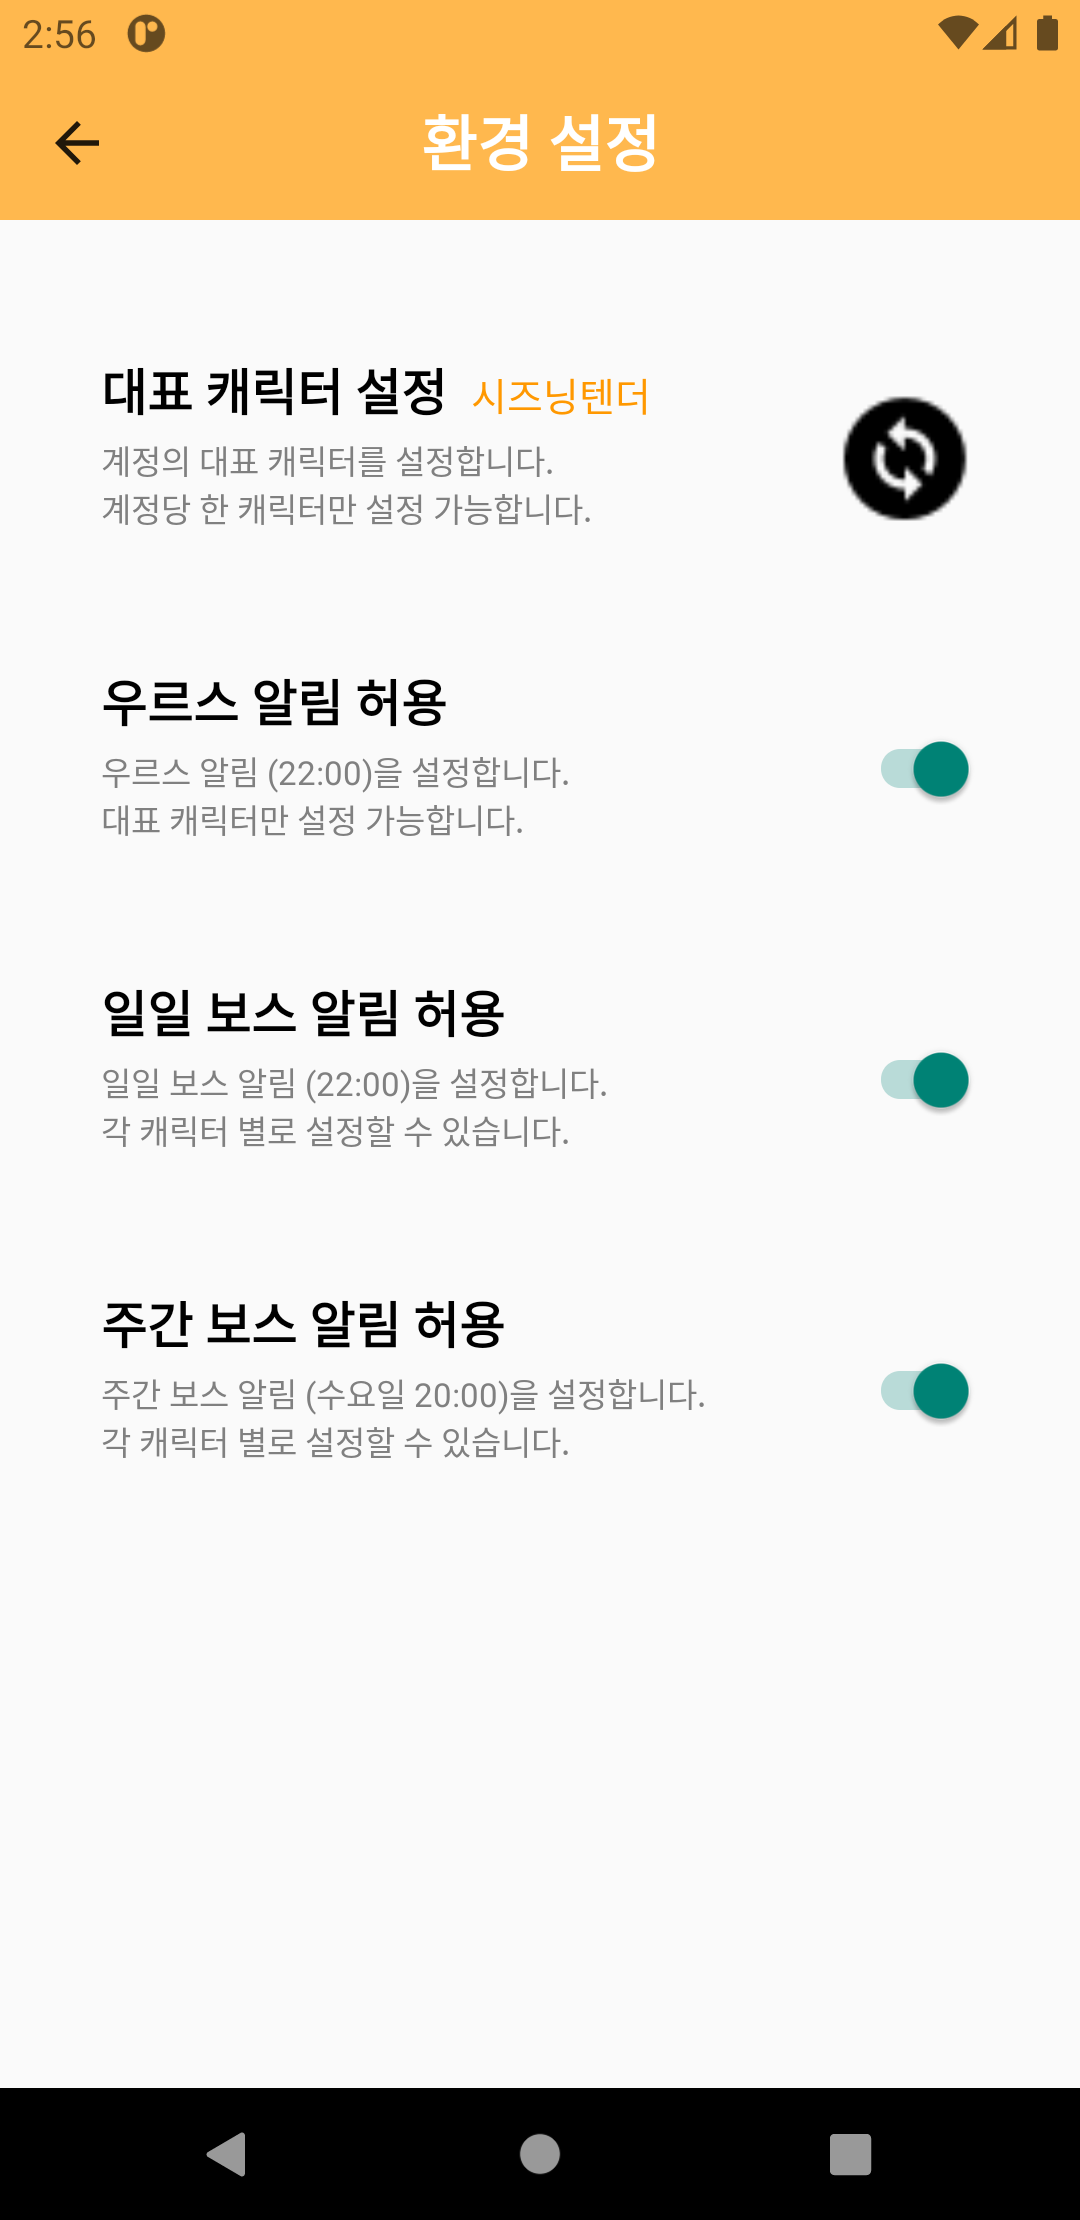 2:56
환경 설정
대표 캐릭터 설정 시즈닝텐더
계정의 대표 캐릭터를 설정합니다.
계정당 한 캐릭터만 설정 가능합니다.
우르스 알림 허용
우르스 알림 (22:00)을 설정합니다.
대표 캐릭터만 설정 가능합니다.
일일 보스 알림 허용
일일 보스 알림 (22:00)을 설정합니다.
각 캐릭터 별로 설정할 수 있습니다.
주간 보스 알림 허용
주간 보스 알림 (수요일 20:00)을 설정합니다.
각 캐릭터 별로 설정할 수 있습니다.